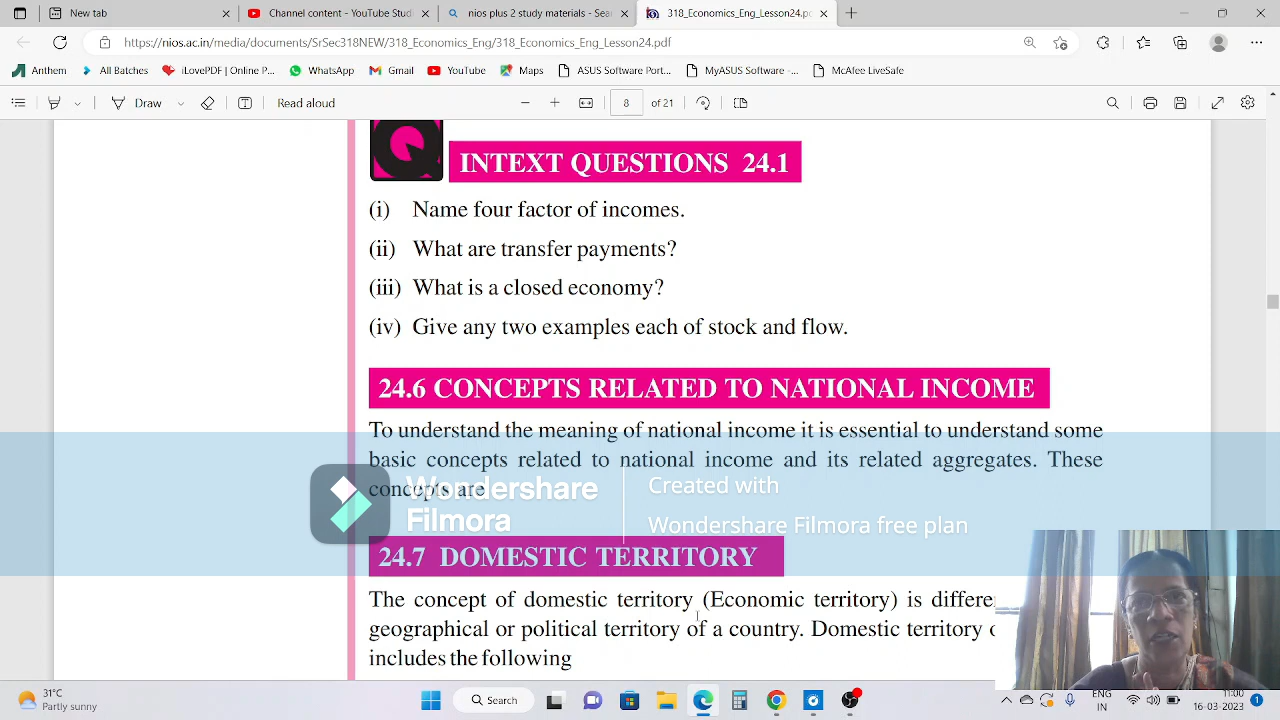 New Tab
Channel content - YouTube Stud
nios plus 2 study materials - Sear
318_Economics_Eng_Lesson24.pd
https://nios.ac.in/media/documents/SrSec318NEW/318_Economics_Eng/318_Economics_Eng_Lesson24.pdf
Anthem
All Batches
iLovePDF | Online P...
WhatsApp
Gmail
YouTube
Maps
ASUS Software Port...
MyASUS Software -...
McAfee LiveSafe
Draw
Read aloud
8 of 21
INTEXT QUESTIONS 24.1
(i) Name four factor of incomes.
(ii) What are transfer payments?
(iii) What is a closed economy?
(iv) Give any two examples each of stock and flow.
24.6 CONCEPTS RELATED TO NATIONAL INCOME
To understand the meaning of national income it is essential to understand some
basic concepts related to national income and its related aggregates. These
concepts are
Wondershare
Filmora
Created with
Wondershare Filmora free plan
24.7 DOMESTIC TERRITORY
The concept of domestic territory (Economic territory) is differe
geographical or political territory of a country. Domestic territory o
includes the following
31°C
Partly sunny
Search
ENG
IN
11:00
16-03-2023
1